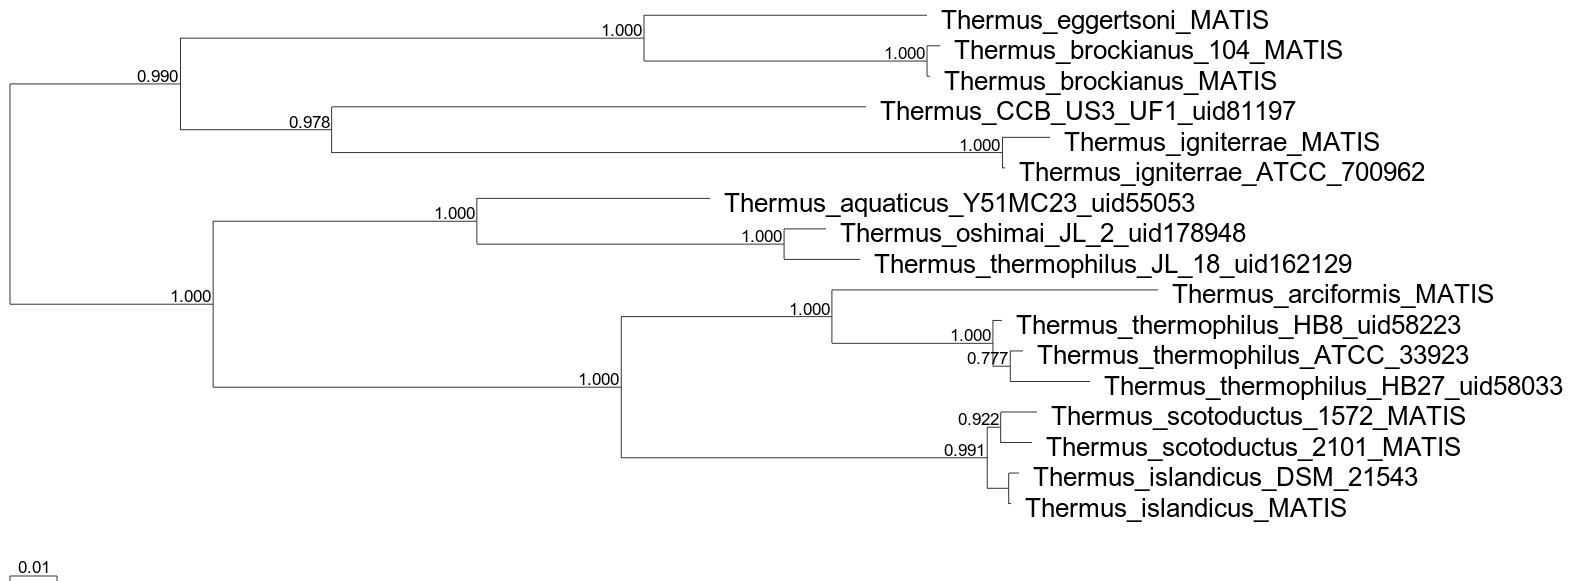 Thermus_eggertsoni_MATIS
1.000
Thermus_brockianus_104_MATIS
1.000
0.990
Thermus_brockianus_MATIS
Thermus_CCB_US3_UF1_uid81197
0.978
Thermus_igniterrae_MATIS
1.000
Thermus_igniterrae_ATCC_700962
Thermus_aquaticus_Y51MC23_uid55053
1.000
Thermus_oshimai_JL_2_uid178948
1.000
Thermus_thermophilus_JL_18_uid162129
1.000
Thermus_arciformis_MATIS
1.000
Thermus_thermophilus_HB8_uid58223
1.000
0.777
Thermus_thermophilus_ATCC_33923
1.000
Thermus_thermophilus_HB27_uid58033
0.922
Thermus_scotoductus_1572_MATIS
Thermus_scotoductus_2101_MATIS
0.991
Thermus_islandicus_DSM_21543
Thermus_islandicus_MATIS
0.01